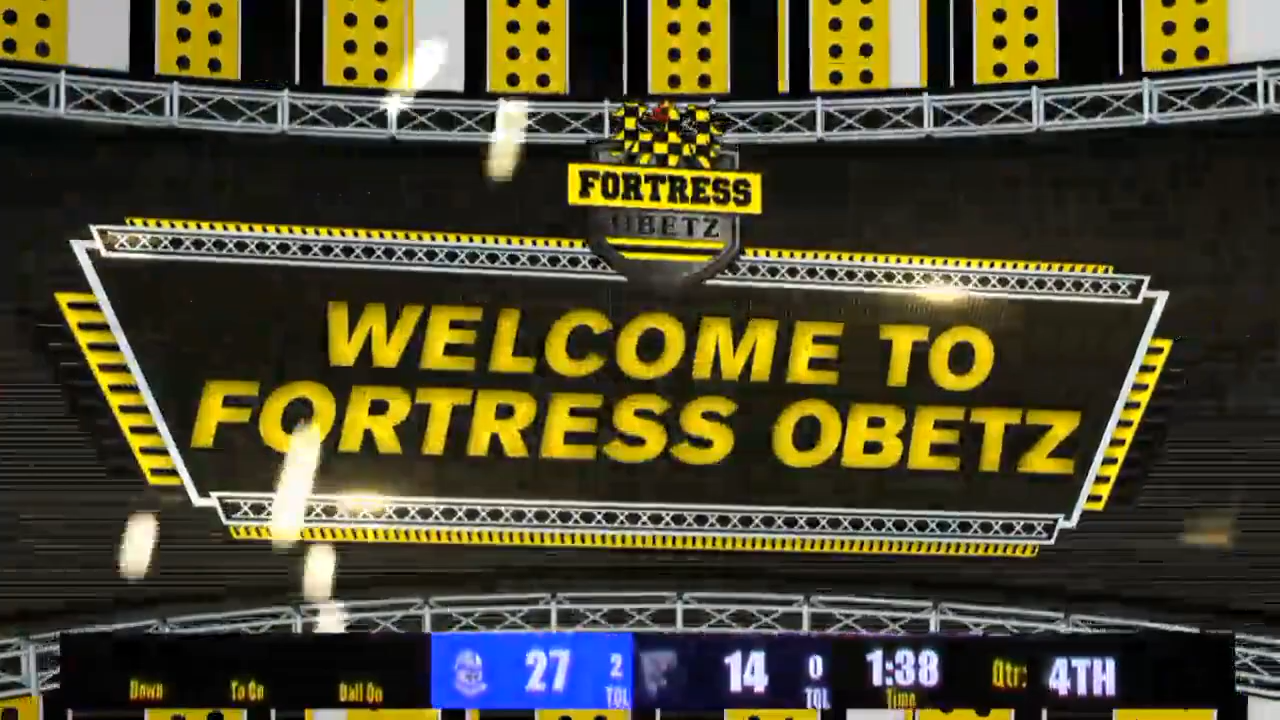 FORTRESS
OBETZ
WELCOME TO
FORTRESS OBETZ
27 2 14 0 1:38 Qtr: 4TH
Down To Go Ball On TOL TOL Time